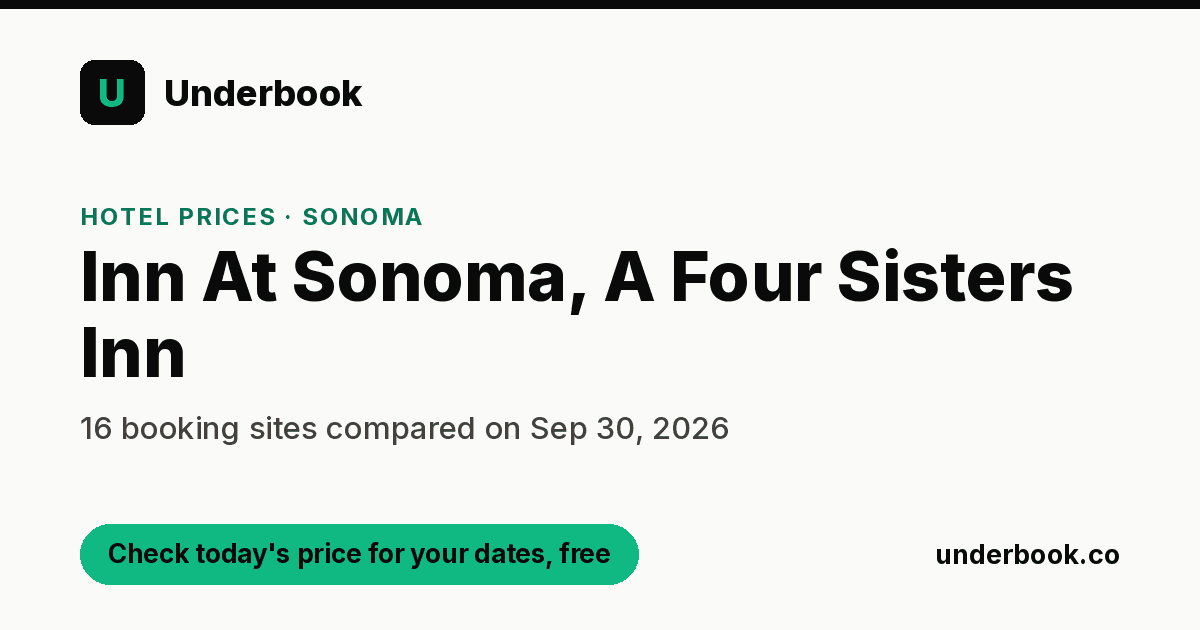 U Underbook
HOTEL PRICES · SONOMA
Inn At Sonoma, A Four Sisters
Inn
16 booking sites compared on Sep 30, 2026
Check today's price for your dates, free
underbook.co